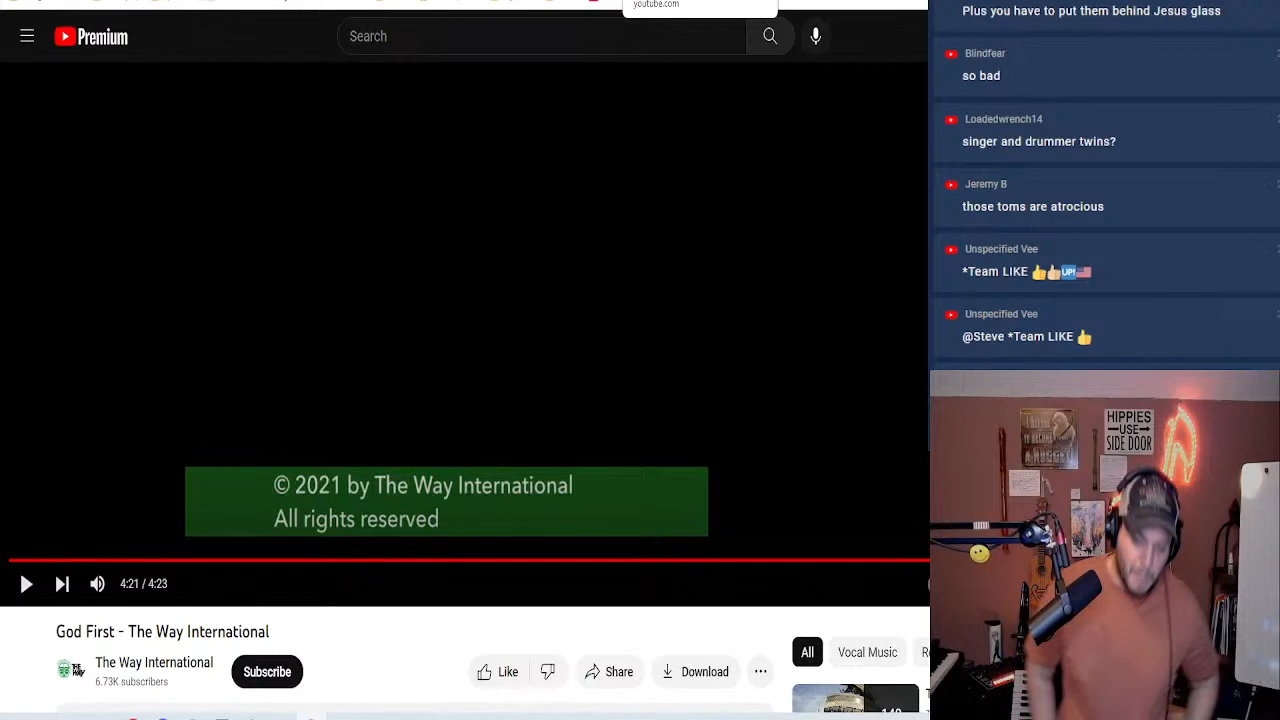 youtube.com
Premium
Search
© 2021 by The Way International
All rights reserved
4:21 / 4:23
God First - The Way International
The Way International
6.73K subscribers
Subscribe
Like
Share
Download
All
Vocal Music
Plus you have to put them behind Jesus glass
Blindfear
so bad
Loadedwrench14
singer and drummer twins?
Jeremy B
those toms are atrocious
Unspecified Vee
*Team LIKE 👍👍🏼🆙🇺🇸
Unspecified Vee
@Steve *Team LIKE 👍
HIPPIES
USE
SIDE DOOR